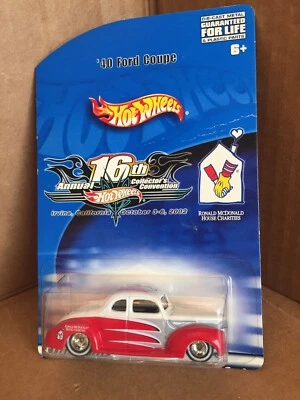 '40 Ford Coupe
DIE-CAST METAL
GUARANTEED
FOR LIFE
& PLASTIC PARTS
6+
Hot Wheels
16th
Annual
Collector's
Convention
Hot Wheels
Irvine, California October 3-6, 2002
RONALD MCDONALD
HOUSE CHARITIES